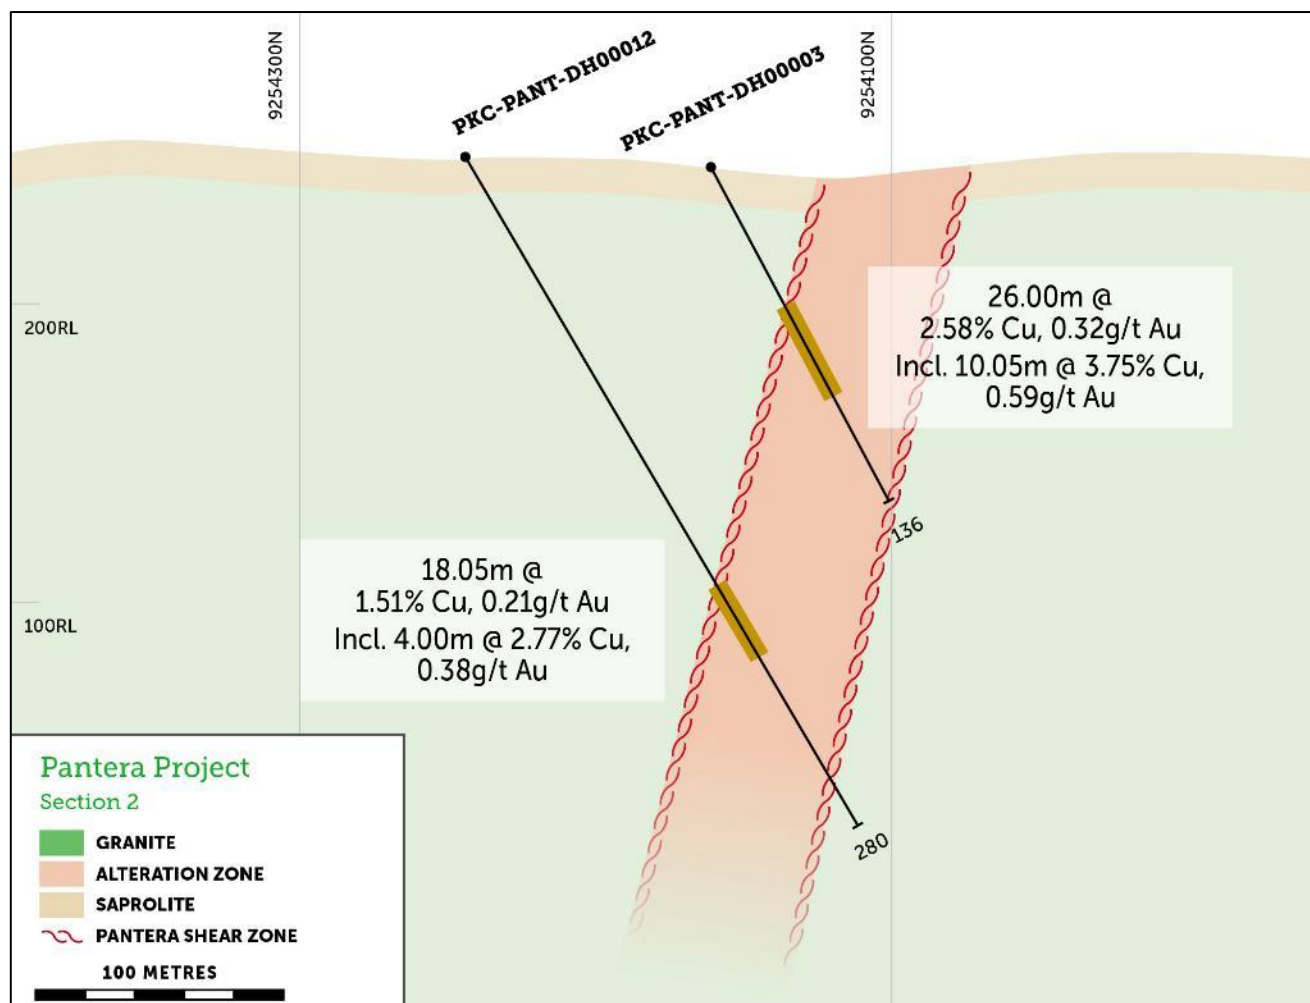 9254300N
PKC-PANT-DH00012
PKC-PANT-DH00003
9254100N
200RL
26.00m @
2.58% Cu, 0.32g/t Au
Incl. 10.05m @ 3.75% Cu,
0.59g/t Au
136
18.05m @
1.51% Cu, 0.21g/t Au
Incl. 4.00m @ 2.77% Cu,
0.38g/t Au
100RL
280
Pantera Project
Section 2
GRANITE
ALTERATION ZONE
SAPROLITE
PANTERA SHEAR ZONE
100 METRES